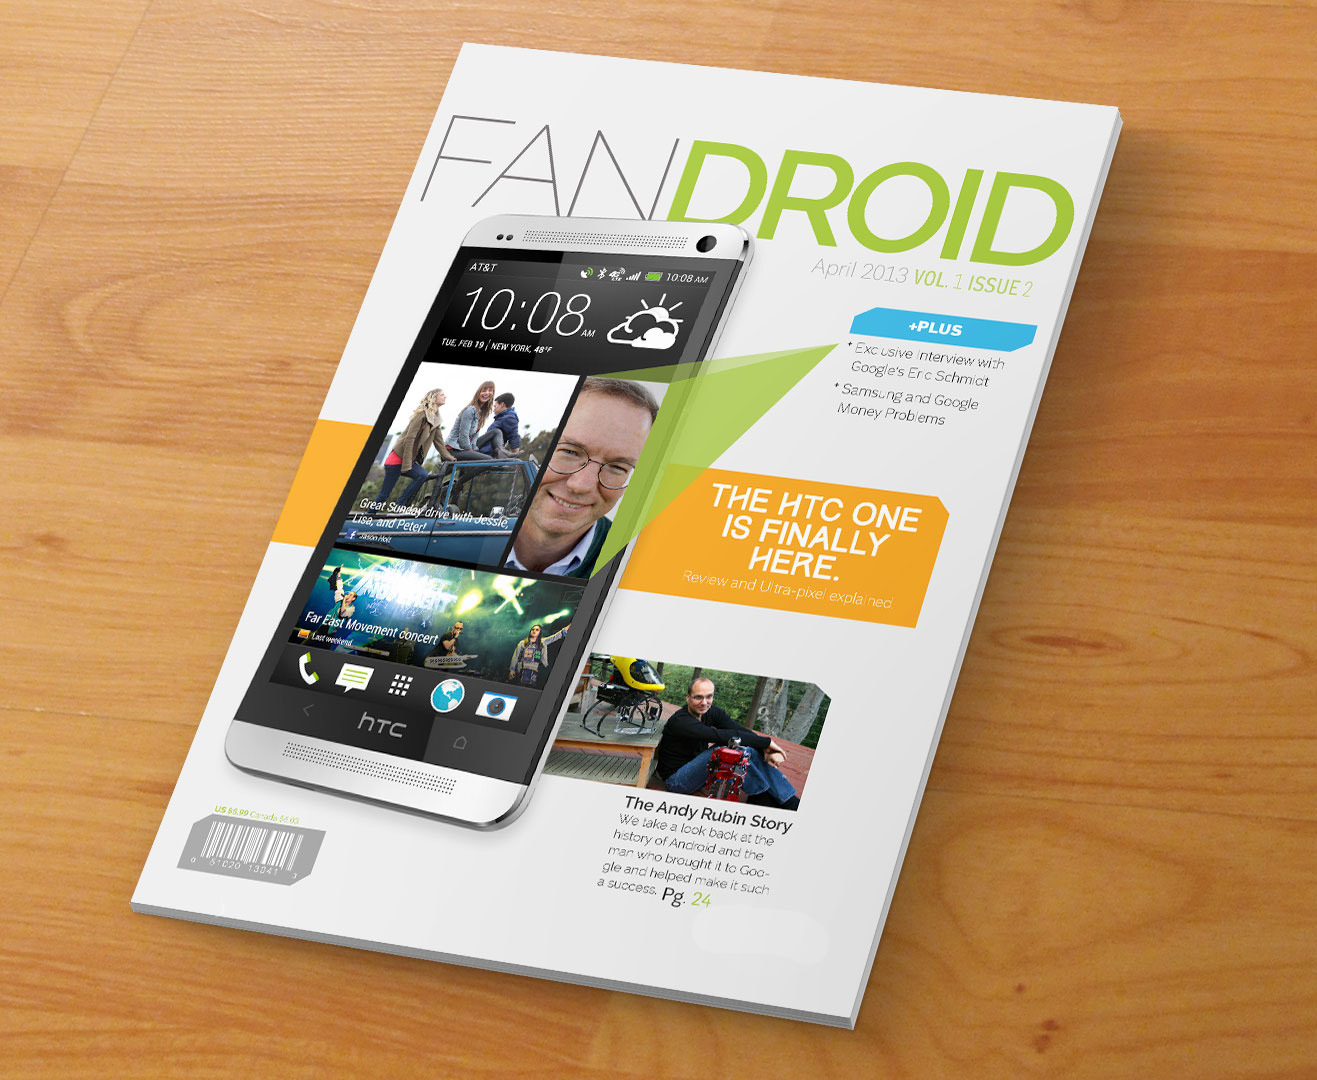 FANDROID
April 2013 VOL. 1 ISSUE 2
AT&T
10:08 AM
10:08 AM
TUE, FEB 19 | NEW YORK, 48°F
+PLUS
* Exclusive Interview with
Google's Eric Schmidt
* Samsung and Google
Money Problems
THE HTC ONE
IS FINALLY
HERE.
Review and Ultra-pixel explained
Great Sunday drive with Jessie,
Lisa, and Peter!
Jason Holt
Far East Movement concert
Last weekend
hTC
The Andy Rubin Story
We take a look back at the
history of Android and the
man who brought it to Goo-
gle and helped make it such
a success. Pg. 24
US $5.99 Canada
0 51020 13041 3